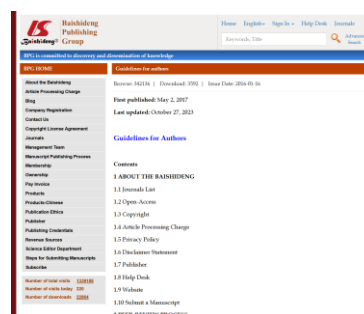 Baishideng
Publishing
Baishideng® Group
Home English Sign In Help Desk Journals
Keywords, Title
Advanced
Search
BPG is committed to discovery and dissemination of knowledge
BPG HOME
Guidelines for authors
About the Baishideng
Article Processing Charge
Blog
Company Registration
Contact Us
Copyright License Agreement
Journals
Management Team
Manuscript Publishing Process
Membership
Ownership
Pay Invoice
Products
Products-Chinese
Publication Ethics
Publisher
Publishing Credentials
Revenue Sources
Science Editor Department
Steps for Submitting Manuscripts
Subscribe
Number of total visits
Number of visits today
Number of downloads
Browse: | Download: | Issue Date:
First published: May 2, 2017
Last updated: October 27, 2023
Guidelines for Authors
Contents
1 ABOUT THE BAISHIDENG
1.1 Journals List
1.2 Open-Access
1.3 Copyright
1.4 Article Processing Charge
1.5 Privacy Policy
1.6 Disclaimer Statement
1.7 Publisher
1.8 Help Desk
1.9 Website
1.10 Submit a Manuscript